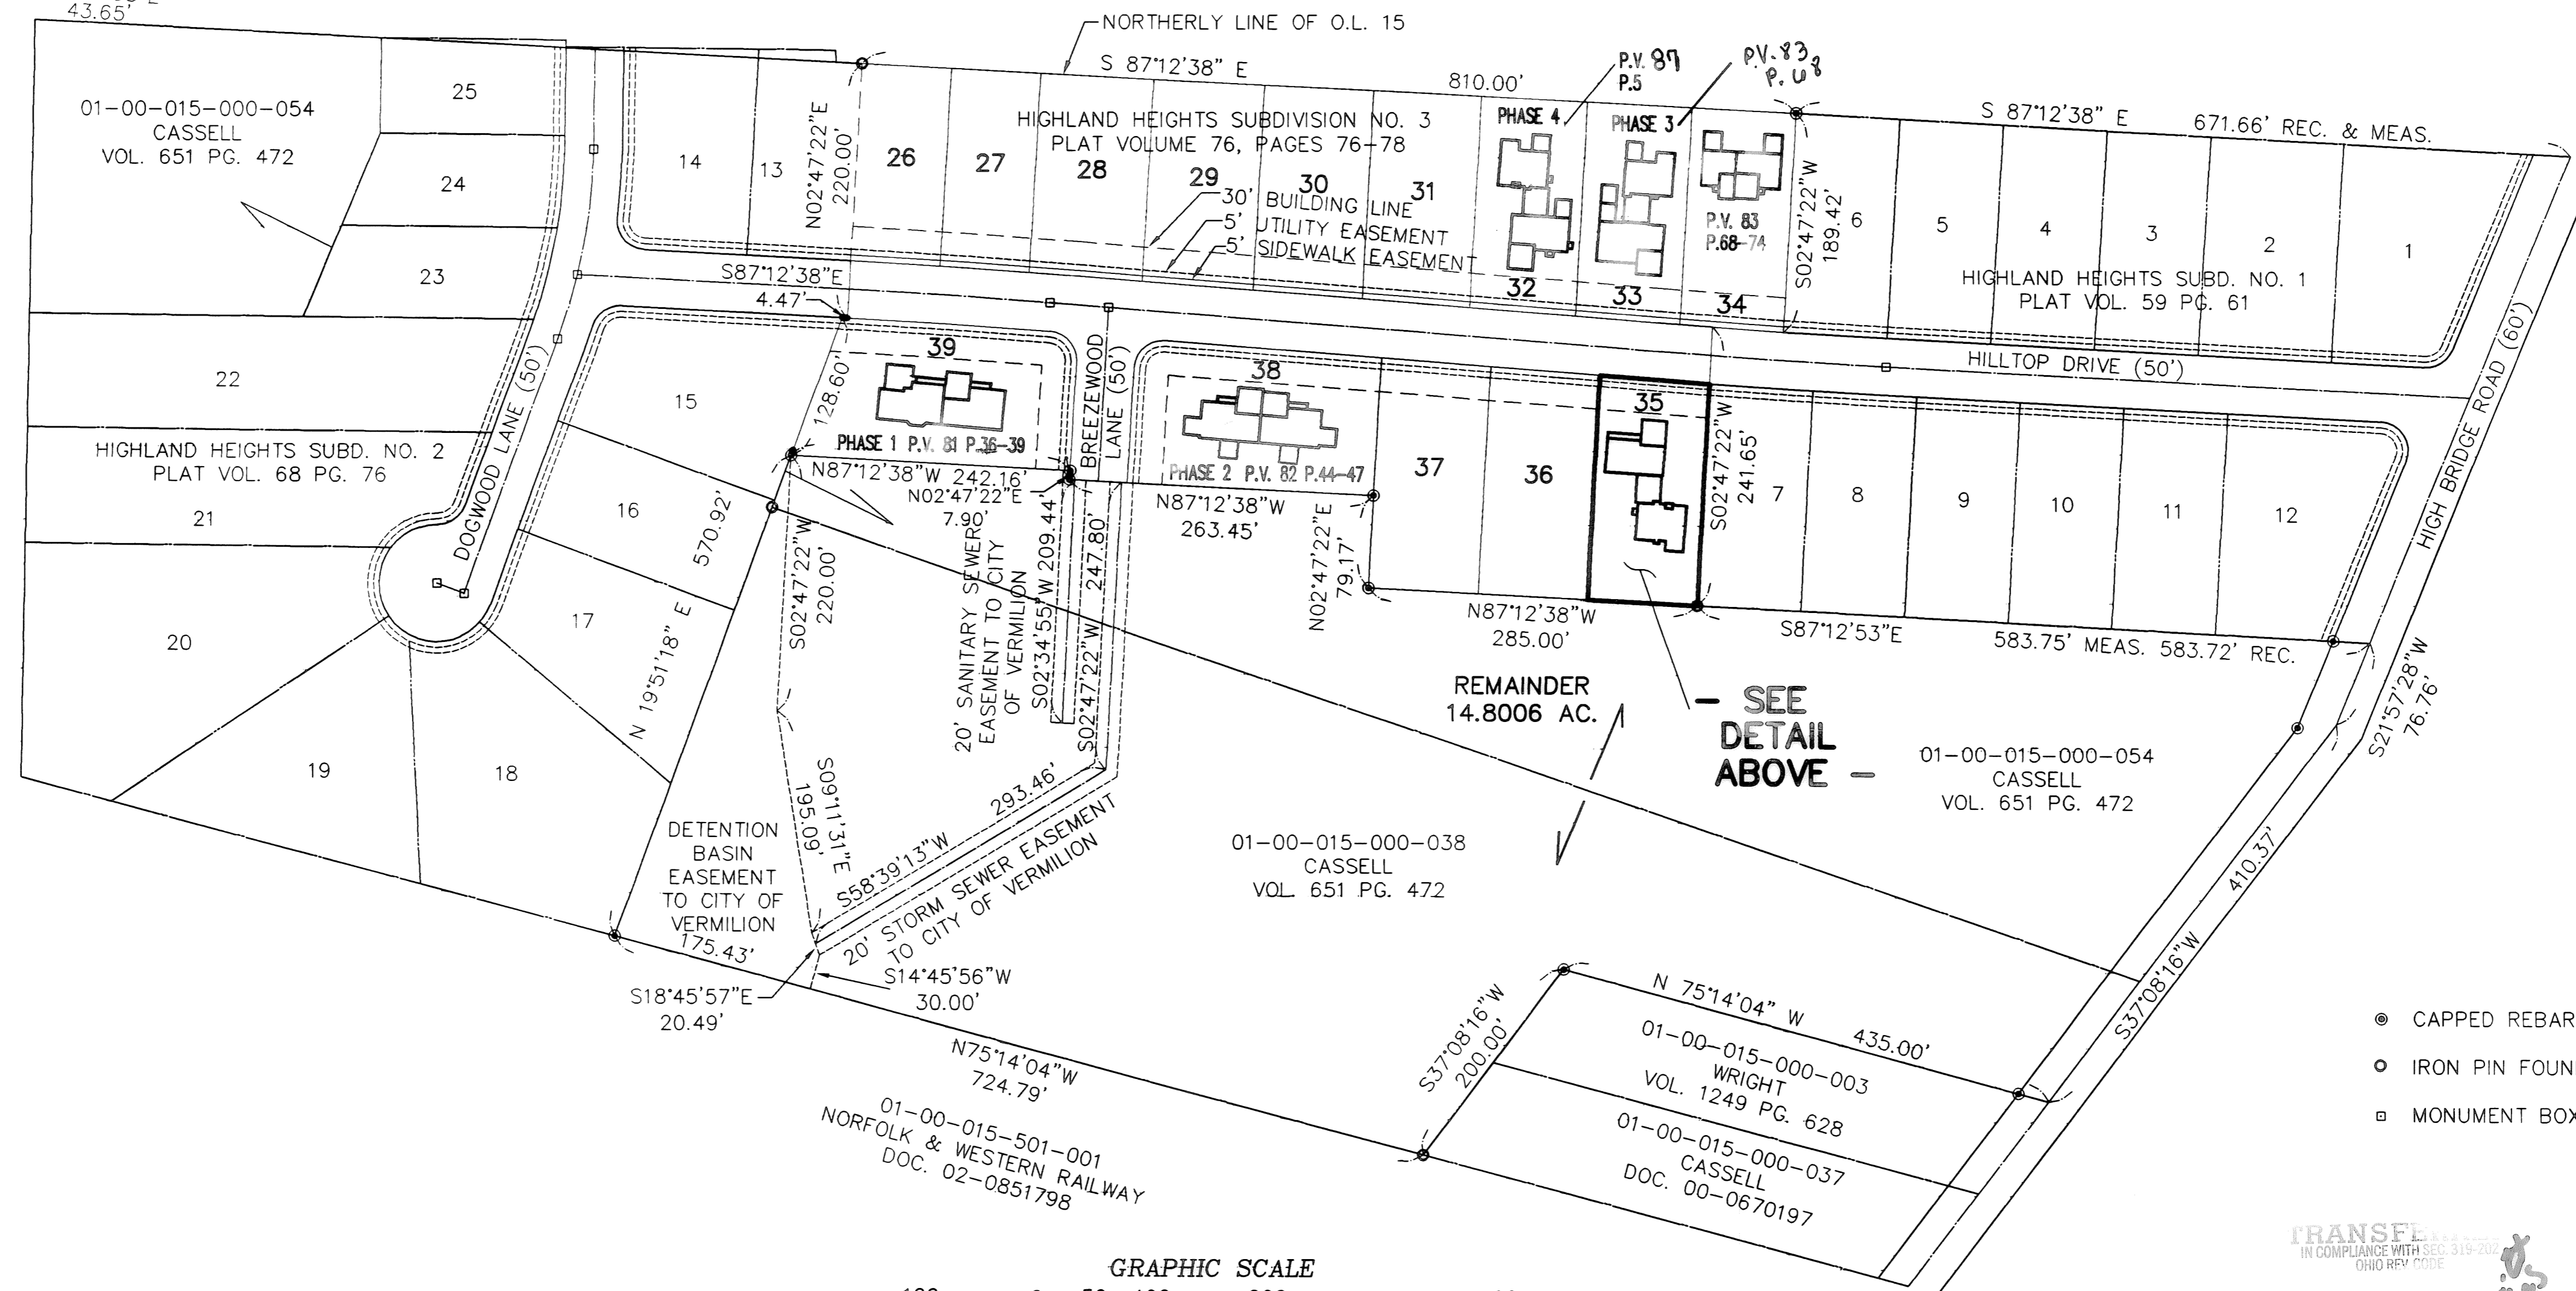 43.65'
NORTHERLY LINE OF O.L. 15
S 87°12'38" E
810.00'
P.V. 87
P.5
P.V. 83
S 87°12'38" E
671.66' REC. & MEAS.
01-00-015-000-054
CASSELL
VOL. 651 PG. 472
25
24
23
22
HIGHLAND HEIGHTS SUBD. NO. 2
PLAT VOL. 68 PG. 76
21
20
19
18
17
16
15
14
13
DOGWOOD LANE (50')
N02°47'22"E
220.00'
HIGHLAND HEIGHTS SUBDIVISION NO. 3
PLAT VOLUME 76, PAGES 76-78
26
27
28
29
30
31
30' BUILDING LINE
5' UTILITY EASEMENT
5' SIDEWALK EASEMENT
PHASE 4
PHASE 3
P.V. 83
P.68-74
32
33
34
S02°47'22"W
189.42'
6
5
4
3
2
1
HIGHLAND HEIGHTS SUBD. NO. 1
PLAT VOL. 59 PG. 61
HILLTOP DRIVE (50')
HIGH BRIDGE ROAD (60')
S87°12'38"E
4.47'
128.60'
39
PHASE 1 P.V. 81 P.36-39
N87°12'38"W 242.16'
N02°47'22"E
7.90'
BREEZEWOOD
LANE (50')
38
PHASE 2 P.V. 82 P.44-47
N87°12'38"W
263.45'
N02°47'22"E
79.17'
37
36
35
S02°47'22"W
241.65'
7
8
9
10
11
12
N87°12'38"W
285.00'
S87°12'53"E
583.75' MEAS. 583.72' REC.
S21°57'28"W
76.76'
570.92'
N 19°51'18" E
S02°47'22"W
220.00'
20' SANITARY SEWER
EASEMENT TO CITY
OF VERMILION
S02°34'55"W 209.44'
S02°47'22"W 247.80'
REMAINDER
14.8006 AC.
- SEE
DETAIL
ABOVE -
01-00-015-000-054
CASSELL
VOL. 651 PG. 472
DETENTION
BASIN
EASEMENT
TO CITY OF
VERMILION
175.43'
S09°11'31"E
195.09'
S58°39'13"W
293.46'
20' STORM SEWER EASEMENT
TO CITY OF VERMILION
01-00-015-000-038
CASSELL
VOL. 651 PG. 472
S18°45'57"E
20.49'
S14°45'56"W
30.00'
N75°14'04"W
724.79'
01-00-015-501-001
NORFOLK & WESTERN RAILWAY
DOC. 02-0851798
S37°08'16"W
200.00'
N 75°14'04" W
435.00'
01-00-015-000-003
WRIGHT
VOL. 1249 PG. 628
01-00-015-000-037
CASSELL
DOC. 00-0670197
410.37'
S37°08'16"W
CAPPED REBAR
IRON PIN FOUN
MONUMENT BOX
IN COMPLIANCE WITH SEC. 319-202
OHIO REV CODE
GRAPHIC SCALE